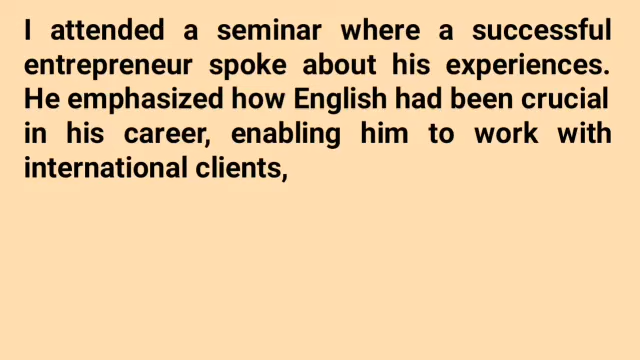 I attended a seminar where a successful
entrepreneur spoke about his experiences.
He emphasized how English had been crucial
in his career, enabling him to work with
international clients,